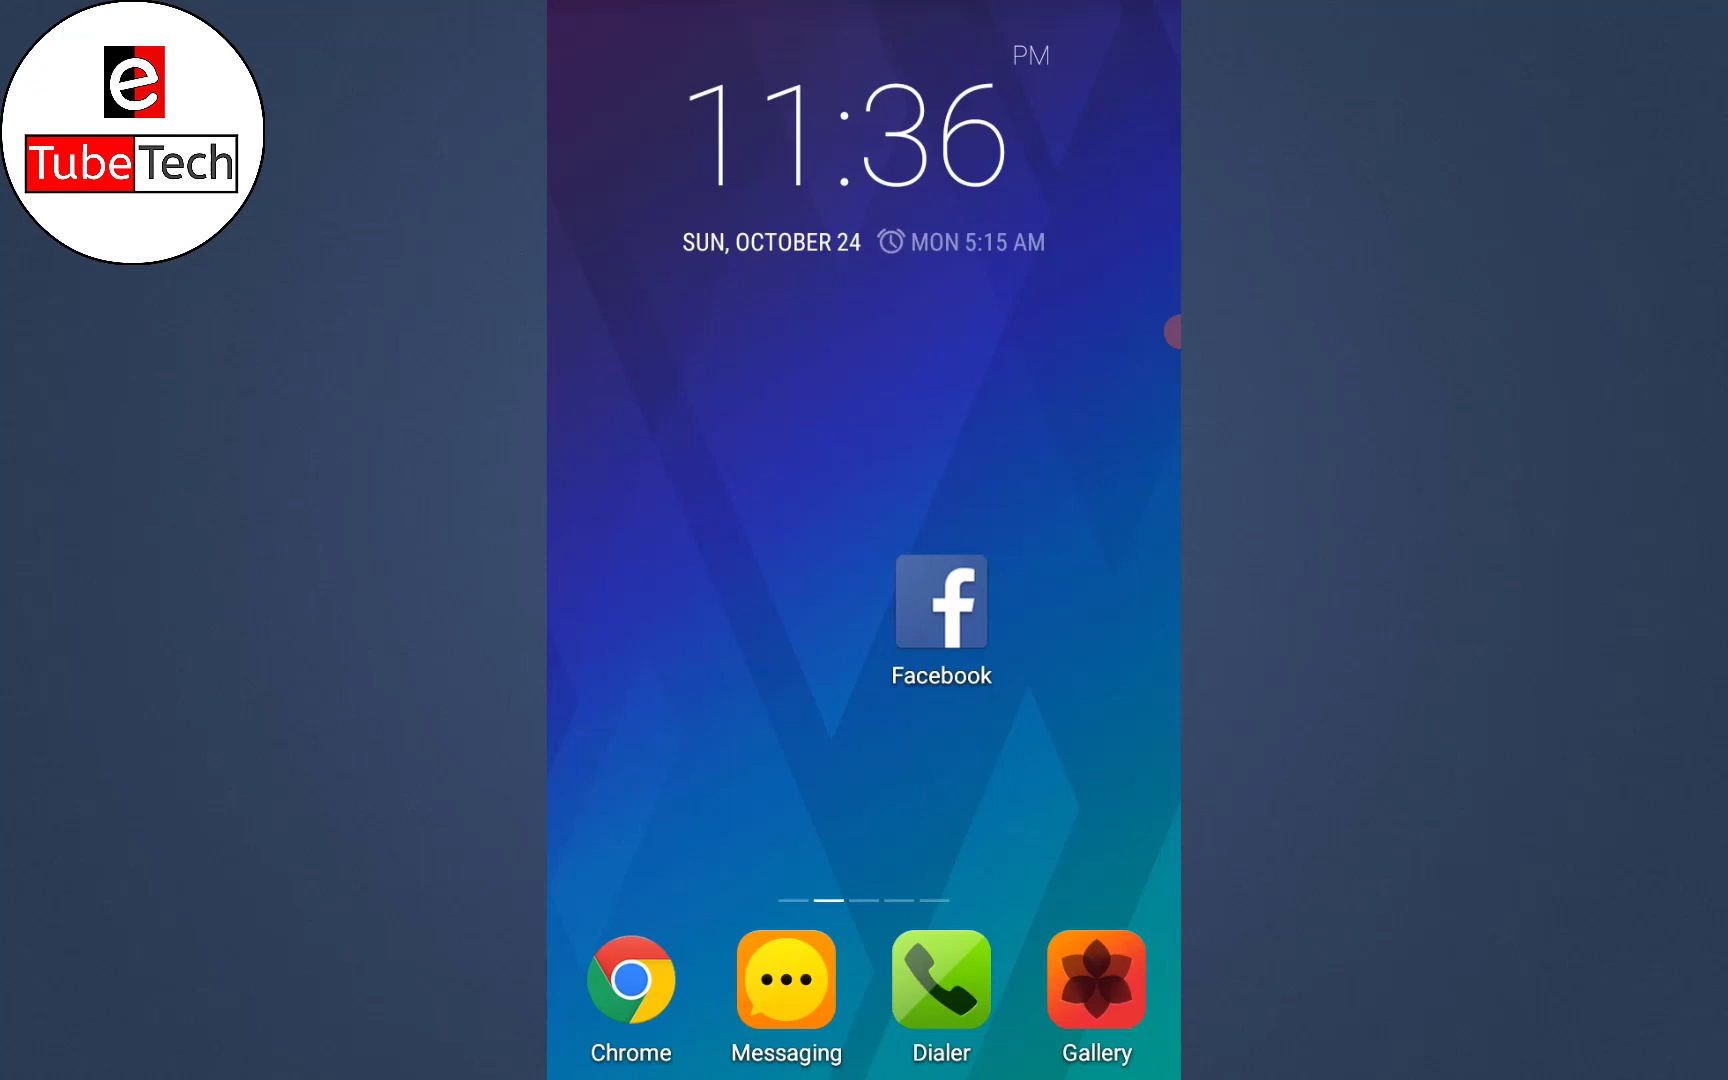 e
TubeTech
PM
11:36
SUN, OCTOBER 24 MON 5:15 AM
Facebook
Chrome Messaging Dialer Gallery